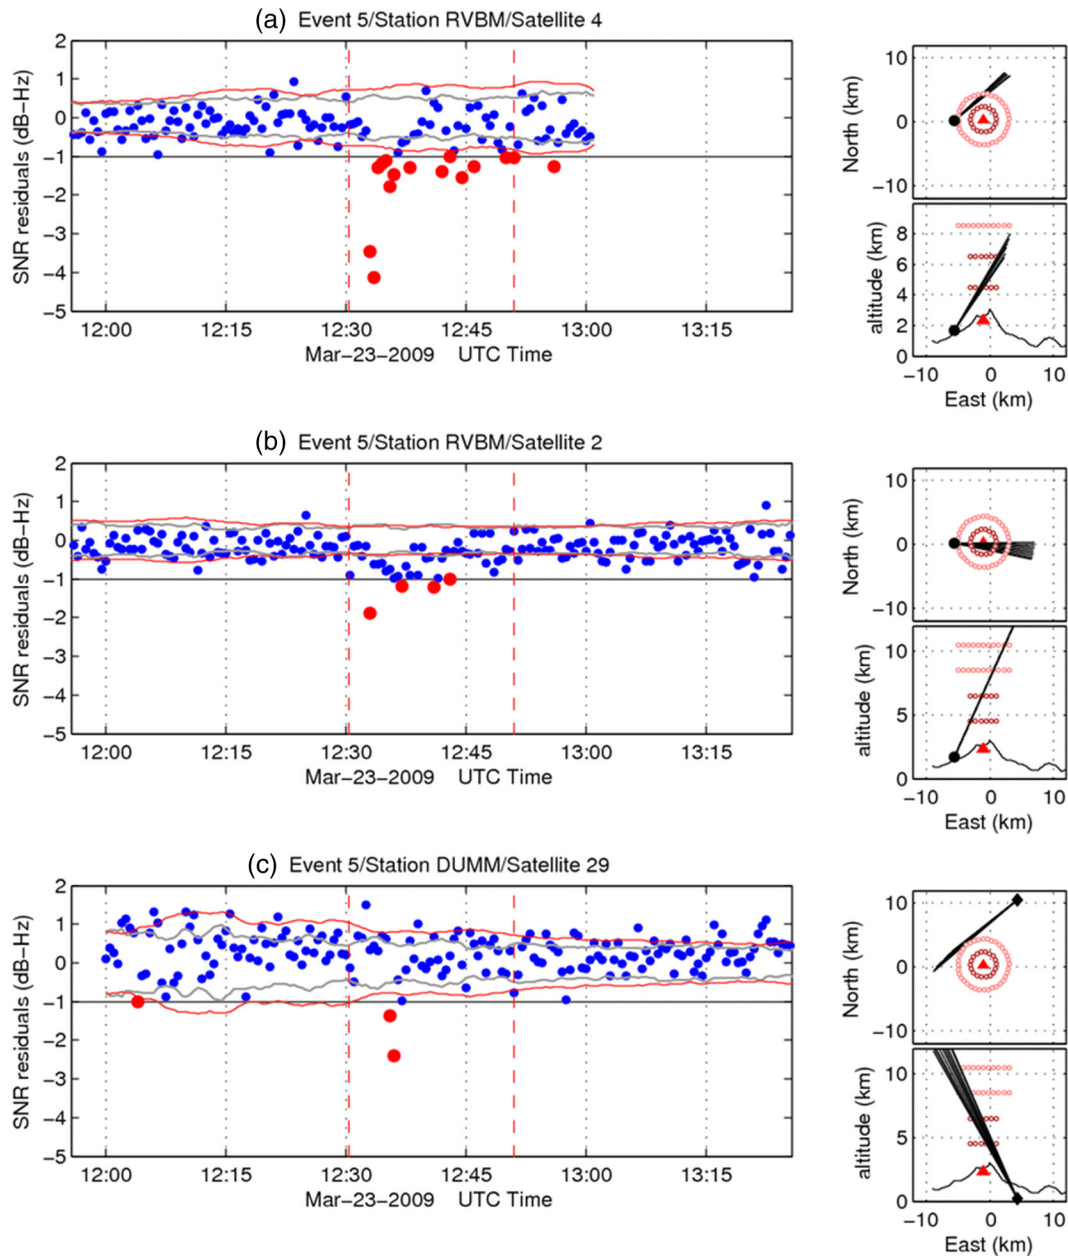 (a) Event 5/Station RVBM/Satellite 4
SNR residuals (dB−Hz)
2
1
0
−1
−2
−3
−4
−5
12:00 12:15 12:30 12:45 13:00 13:15
Mar−23−2009 UTC Time
North (km)
10
0
−10
altitude (km)
8
6
4
2
0
−10 0 10
East (km)
(b) Event 5/Station RVBM/Satellite 2
SNR residuals (dB−Hz)
2
1
0
−1
−2
−3
−4
−5
12:00 12:15 12:30 12:45 13:00 13:15
Mar−23−2009 UTC Time
North (km)
10
0
−10
altitude (km)
10
5
0
−10 0 10
East (km)
(c) Event 5/Station DUMM/Satellite 29
SNR residuals (dB−Hz)
2
1
0
−1
−2
−3
−4
−5
12:00 12:15 12:30 12:45 13:00 13:15
Mar−23−2009 UTC Time
North (km)
10
0
−10
altitude (km)
10
5
0
−10 0 10
East (km)